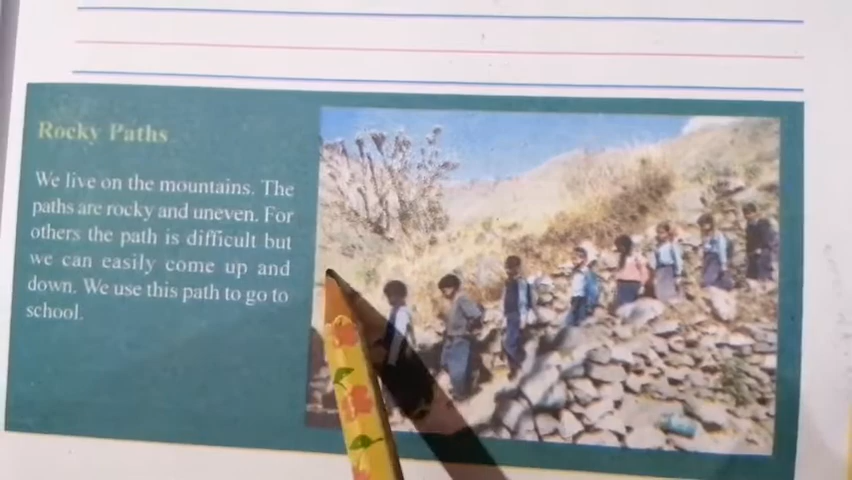 Rocky Paths
We live on the mountains. The
paths are rocky and uneven. For
others the path is difficult but
we can easily come up and
down. We use this path to go to
school.